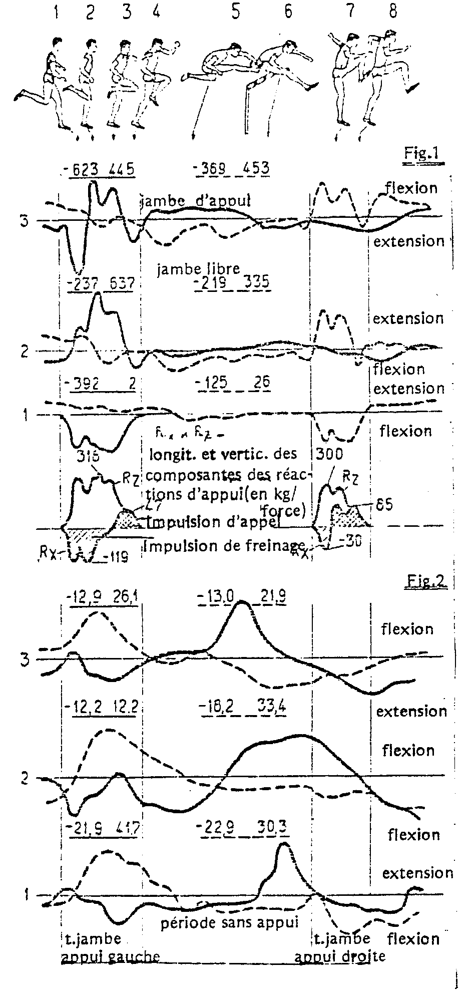 1 2 3 4 5 6 7 8
Fig.1
-623 445 -369 453
flexion
jambe d'appui
3
extension
jambe libre
-237 637 -219 335
extension
2
flexion
-392 2 -125 26
extension
1
flexion
316 longit. et vertic. des 300
Rz composantes des réac- Rz
tions d'appui(en kg/
47 force) 85
Impulsion d'appel
Impulsion de freinage
Rx -119 Rx -30
Fig.2
-12,9 26,1 -13,0 21,9
flexion
3
-12,2 12,2 -18,2 33,4
extension
flexion
2
-21,9 41,7 -22,9 30,3
flexion
extension
1
période sans appui
t.jambe t.jambe flexion
appui gauche appui droite